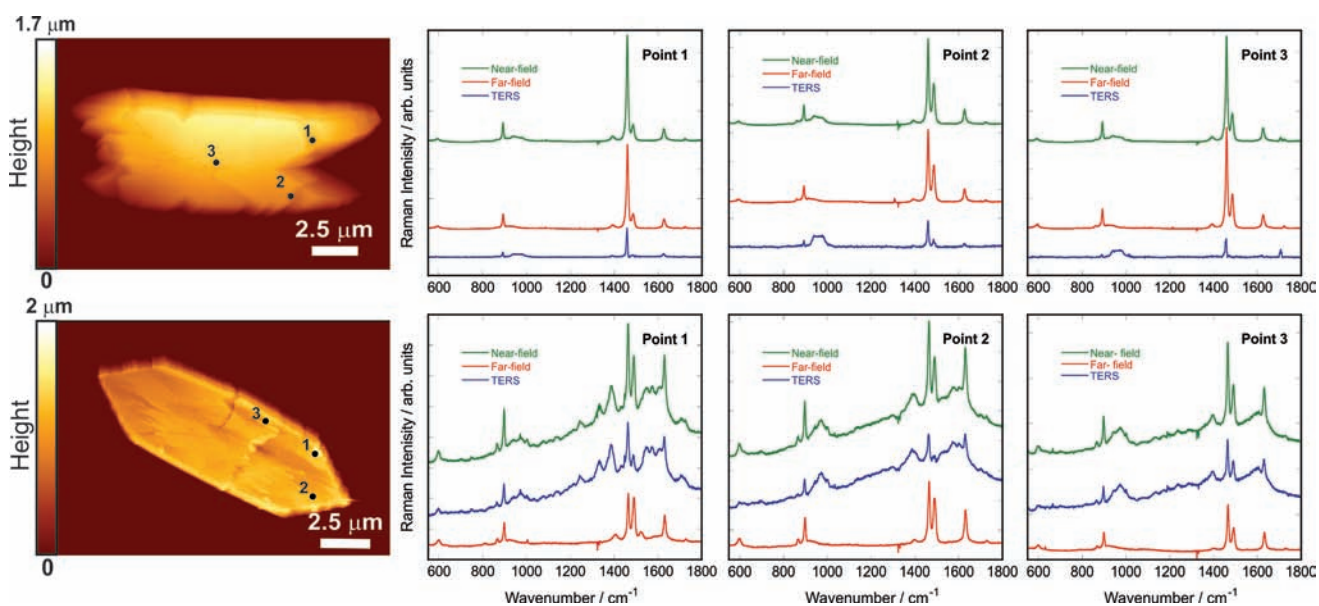 1.7 μm
Height
0
1
3
2
2.5 μm
Raman Intenisity / arb. units
Point 1
Near-field
Far-field
TERS
600 800 1000 1200 1400 1600 1800
Point 2
Near-field
Far-field
TERS
600 800 1000 1200 1400 1600 1800
Point 3
Near-field
Far-field
TERS
600 800 1000 1200 1400 1600 1800
2 μm
Height
0
3
1
2
2.5 μm
Raman Intenisity / arb. units
Point 1
Near-field
Far-field
TERS
600 800 1000 1200 1400 1600 1800
Wavenumber / cm-1
Point 2
Near-field
Far-field
TERS
600 800 1000 1200 1400 1600 1800
Wavenumber / cm-1
Point 3
Near- field
Far- field
TERS
600 800 1000 1200 1400 1600 1800
Wavenumber / cm-1